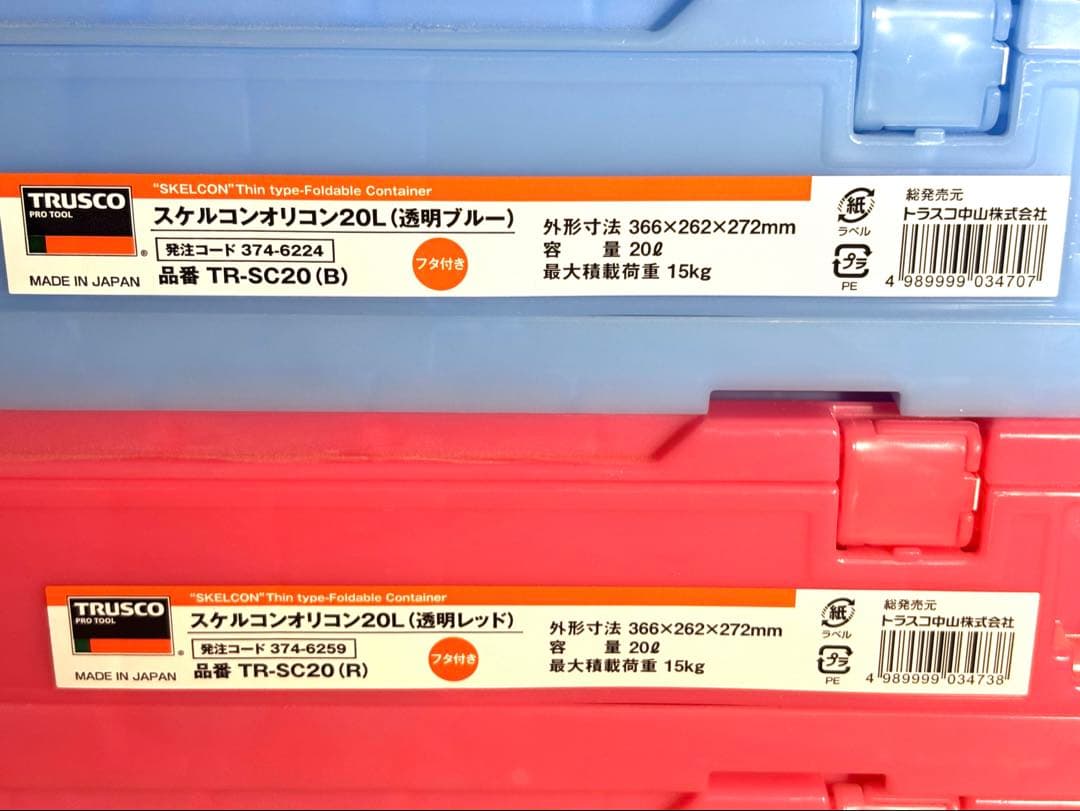 "SKELCON"Thin type-Foldable Container
TRUSCO
PRO TOOL
®
MADE IN JAPAN
スケルコンオリコン20L(透明ブルー)
発注コード 374-6224
品番 TR-SC20(B)
フタ付き
外形寸法 366×262×272mm
容 量 20ℓ
最大積載荷重 15kg
紙
ラベル
プラ
PE
総発売元
トラスコ中山株式会社
4 989999 034707
"SKELCON"Thin type-Foldable Container
TRUSCO
PRO TOOL
®
MADE IN JAPAN
スケルコンオリコン20L(透明レッド)
発注コード 374-6259
品番 TR-SC20(R)
フタ付き
外形寸法 366×262×272mm
容 量 20ℓ
最大積載荷重 15kg
紙
ラベル
プラ
PE
総発売元
トラスコ中山株式会社
4 989999 034738